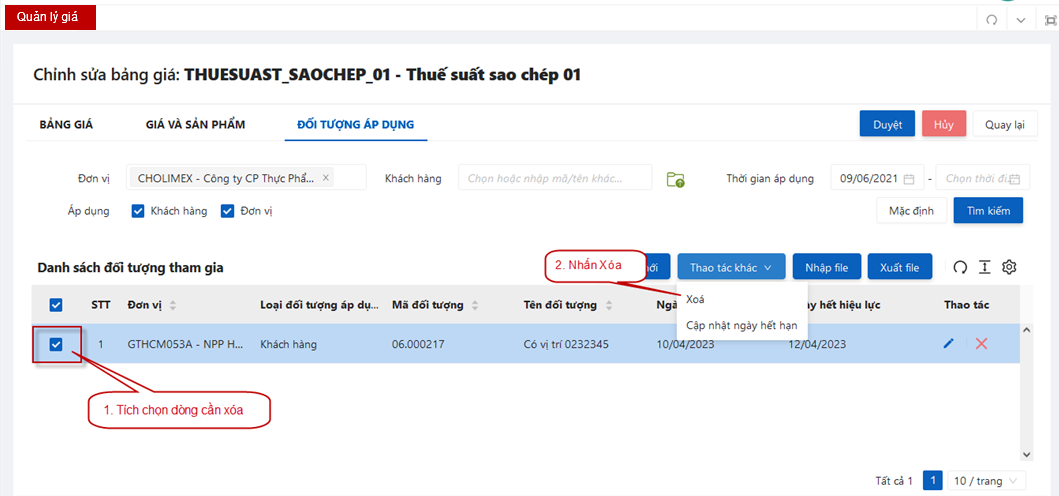 Quản lý giá
Chỉnh sửa bảng giá: THUESUAST_SAOCHEP_01 - Thuế suất sao chép 01
BẢNG GIÁ GIÁ VÀ SẢN PHẨM ĐỐI TƯỢNG ÁP DỤNG Duyệt Hủy Quay lại
Đơn vị CHOLIMEX - Công ty CP Thực Phẩ... × Khách hàng Chọn hoặc nhập mã/tên khác... Thời gian áp dụng 09/06/2021 - Chọn thời đi
Áp dụng Khách hàng Đơn vị Mặc định Tìm kiếm
Danh sách đối tượng tham gia 2. Nhấn Xóa ới Thao tác khác Nhập file Xuất file
STT Đơn vị Loại đối tượng áp dụ... Mã đối tượng Tên đối tượng Ngà y hết hiệu lực Thao tác
Xoá
Cập nhật ngày hết hạn
1 GTHCM053A - NPP H... Khách hàng 06.000217 Có vị trí 0232345 10/04/2023 12/04/2023
1. Tích chọn dòng cần xóa
Tất cả 1 1 10 / trang